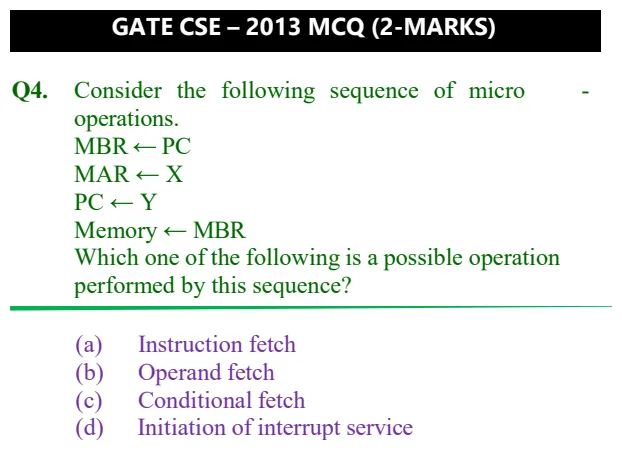 GATE CSE – 2013 MCQ (2-MARKS)
Q4. Consider the following sequence of micro -
operations.
MBR ← PC
MAR ← X
PC ← Y
Memory ← MBR
Which one of the following is a possible operation
performed by this sequence?
(a) Instruction fetch
(b) Operand fetch
(c) Conditional fetch
(d) Initiation of interrupt service